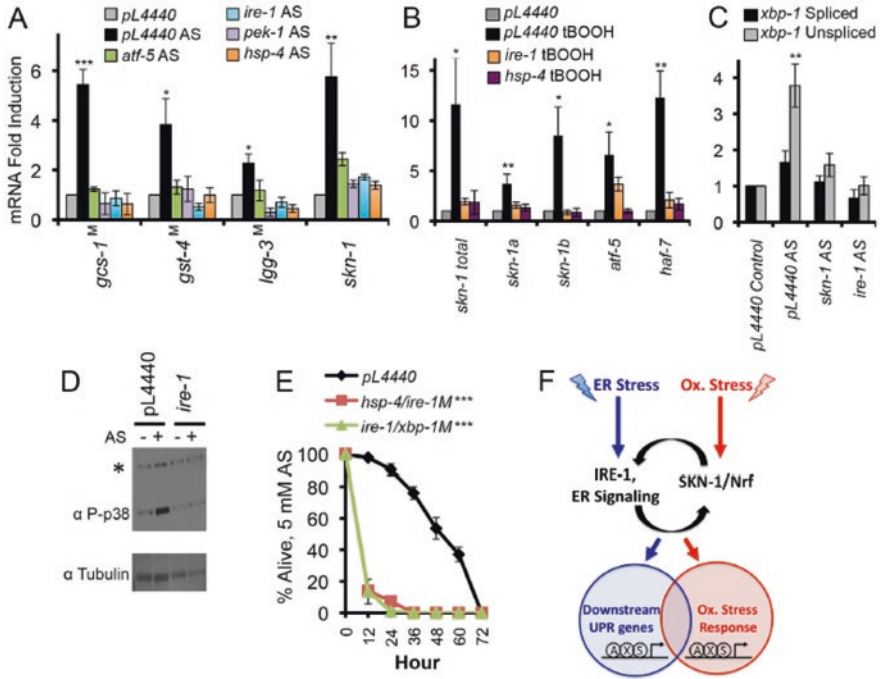 A
pL4440
pL4440 AS
atf-5 AS
ire-1 AS
pek-1 AS
hsp-4 AS
mRNA Fold Induction
6
4
2
0
***
*
*
**
gcs-1 M
gst-4
lgg-3 M
skn-1
B
pL4440
pL4440 tBOOH
ire-1 tBOOH
hsp-4 tBOOH
15
10
5
0
*
**
*
*
**
skn-1 total
skn-1a
skn-1b
atf-5
haf-7
C
xbp-1 Spliced
xbp-1 Unspliced
4
3
2
1
0
**
pL4440 Control
pL4440 AS
skn-1 AS
ire-1 AS
D
pL4440
ire-1
AS - + - +
*
α P-p38
α Tubulin
E
pL4440
hsp-4/ire-1M ***
ire-1/xbp-1M ***
% Alive, 5 mM AS
100
80
60
40
20
0
0 12 24 36 48 60 72
Hour
F
ER Stress
Ox. Stress
IRE-1,
ER Signaling
SKN-1/Nrf
Downstream
UPR genes
A X S
Ox. Stress
Response
A X S